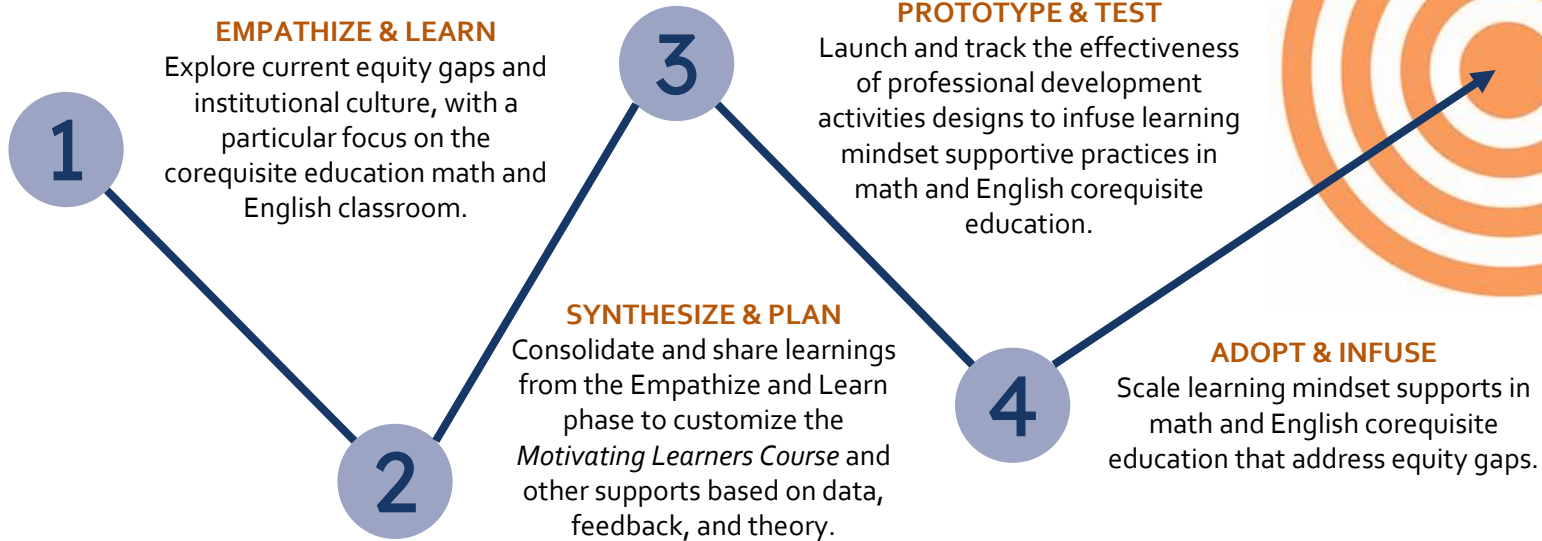 1
EMPATHIZE & LEARN
Explore current equity gaps and
institutional culture, with a
particular focus on the
corequisite education math and
English classroom.
2
SYNTHESIZE & PLAN
Consolidate and share learnings
from the Empathize and Learn
phase to customize the
Motivating Learners Course and
other supports based on data,
feedback, and theory.
3
PROTOTYPE & TEST
Launch and track the effectiveness
of professional development
activities designs to infuse learning
mindset supportive practices in
math and English corequisite
education.
4
ADOPT & INFUSE
Scale learning mindset supports in
math and English corequisite
education that address equity gaps.